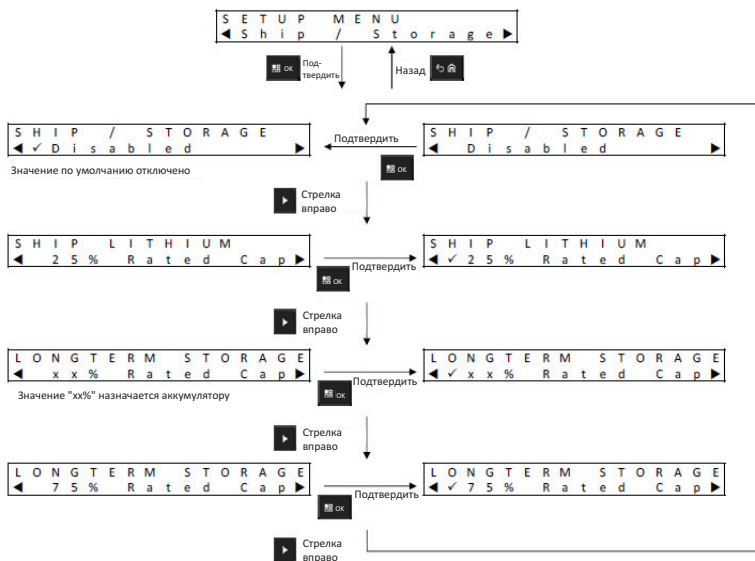 SETUP MENU
◀Ship / Storage▶
OK
Под-
твердить
Назад
SHIP / STORAGE
◀✓Disabled ▶
Подтвердить
OK
SHIP / STORAGE
◀ Disabled ▶
Значение по умолчанию отключено
Стрелка
вправо
SHIP LITHIUM
◀ 25% Rated Cap▶
OK
Подтвердить
SHIP LITHIUM
◀✓25% Rated Cap▶
Стрелка
вправо
LONGTERM STORAGE
◀ xx% Rated Cap▶
OK
Подтвердить
LONGTERM STORAGE
◀✓xx% Rated Cap▶
Значение "xx%" назначается аккумулятору
Стрелка
вправо
LONGTERM STORAGE
◀ 75% Rated Cap▶
OK
Подтвердить
LONGTERM STORAGE
◀✓75% Rated Cap▶
Стрелка
вправо